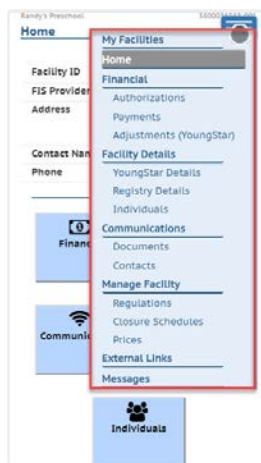 Randy's Preschool
Home
Facility ID
FIS Provider
Address
Contact Nan
Phone
Financ
Communic
Individuals
My Facilities
Home
Financial
Authorizations
Payments
Adjustments (YoungStar)
Facility Details
YoungStar Details
Registry Details
Individuals
Communications
Documents
Contacts
Manage Facility
Regulations
Closure Schedules
Prices
External Links
Messages